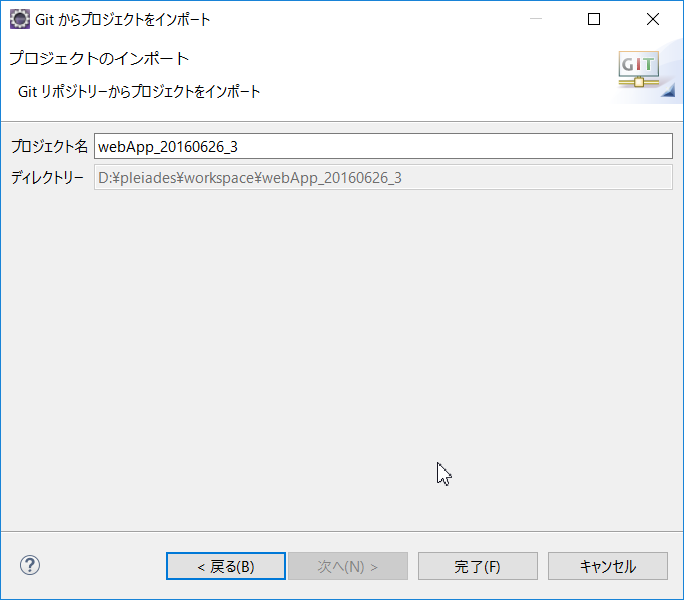 Git からプロジェクトをインポート
プロジェクトのインポート
Git リポジトリーからプロジェクトをインポート
GIT
プロジェクト名 webApp_20160626_3
ディレクトリー D:¥pleiades¥workspace¥webApp_20160626_3
? < 戻る(B) 次へ(N) > 完了(F) キャンセル